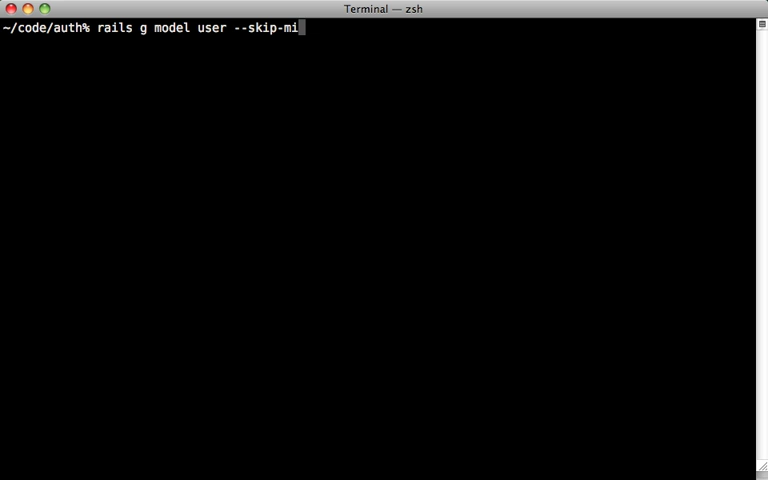 Terminal — zsh
~/code/auth% rails g model user --skip-mi